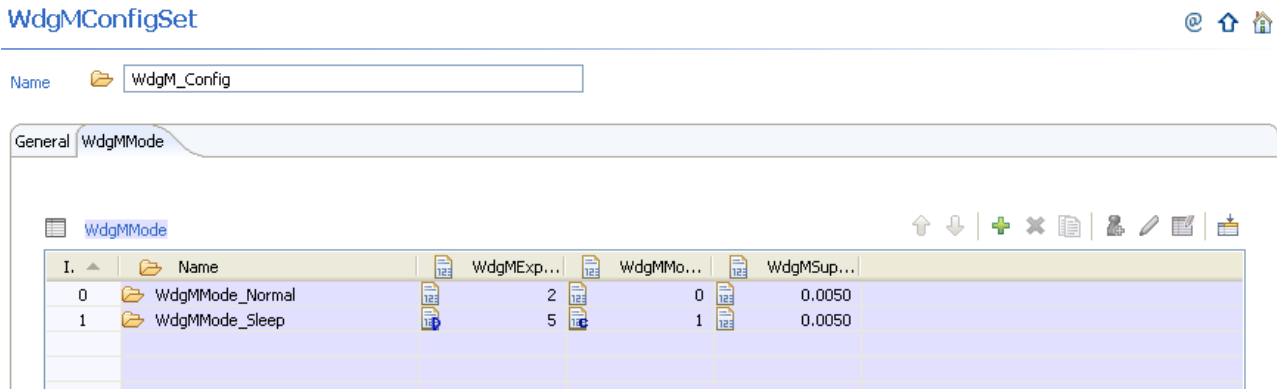 WdgMConfigSet
Name WdgM_Config
General WdgMMode
WdgMMode
I. Name WdgMExp... WdgMMo... WdgMSup...
0 WdgMMode_Normal 2 0 0.0050
1 WdgMMode_Sleep 5 1 0.0050